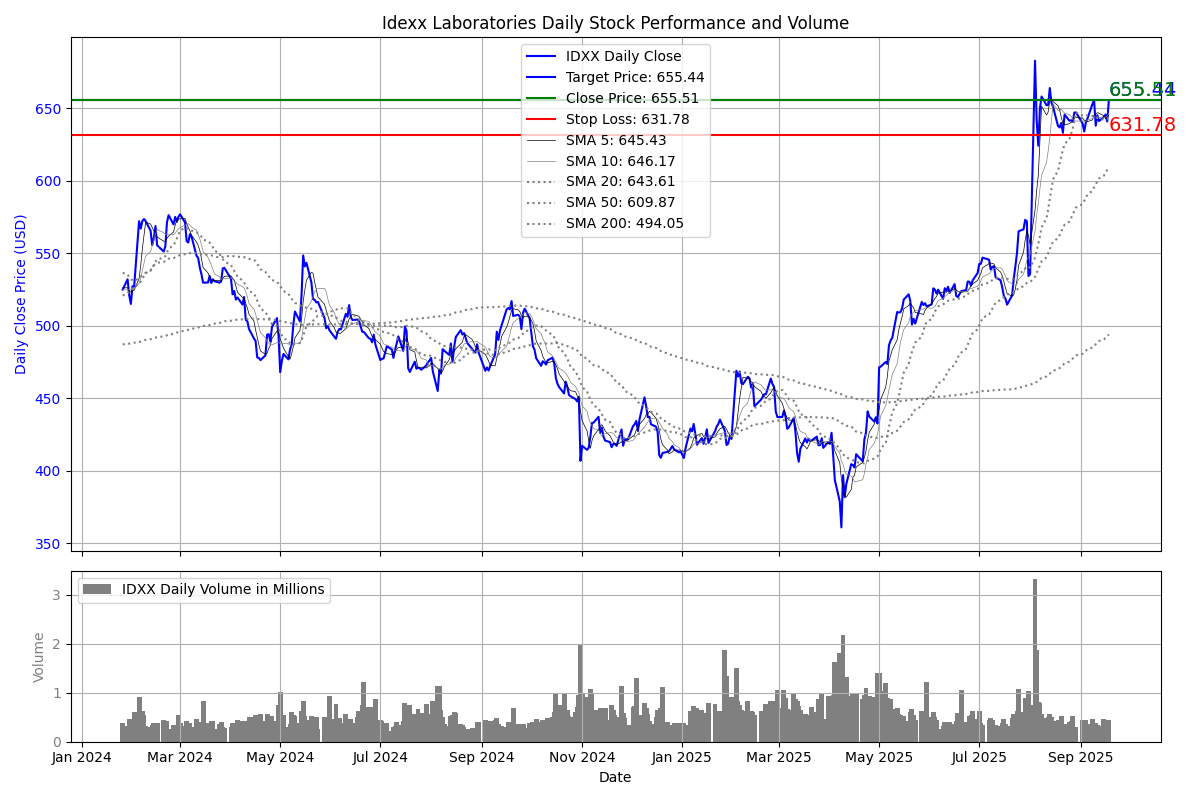 Idexx Laboratories Daily Stock Performance and Volume
IDXX Daily Close
Target Price: 655.44
Close Price: 655.51
Stop Loss: 631.78
SMA 5: 645.43
SMA 10: 646.17
SMA 20: 643.61
SMA 50: 609.87
SMA 200: 494.05
631.78
Daily Close Price (USD)
650
600
550
500
450
400
350
IDXX Daily Volume in Millions
Volume
3
2
1
0
Jan 2024
Mar 2024
May 2024
Jul 2024
Sep 2024
Nov 2024
Jan 2025
Mar 2025
May 2025
Jul 2025
Sep 2025
Date